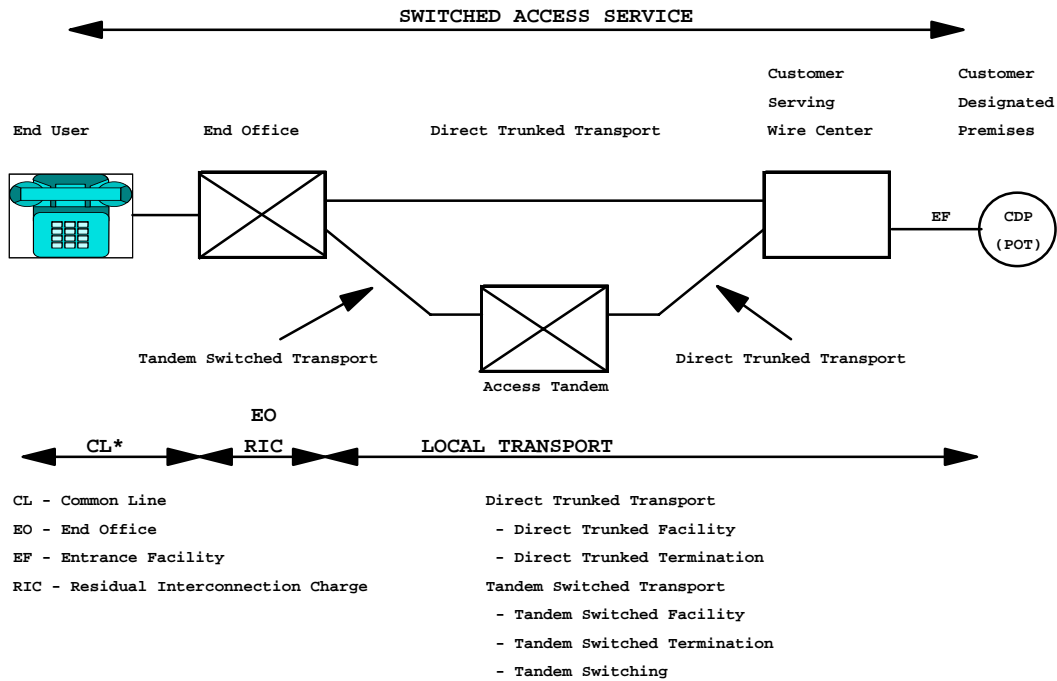 SWITCHED ACCESS SERVICE
Customer
Serving
Wire Center
Customer
Designated
Premises
End User
End Office
Direct Trunked Transport
EF
CDP
(POT)
Tandem Switched Transport
Direct Trunked Transport
Access Tandem
EO
CL*
RIC
LOCAL TRANSPORT
CL - Common Line
EO - End Office
EF - Entrance Facility
RIC - Residual Interconnection Charge
Direct Trunked Transport
- Direct Trunked Facility
- Direct Trunked Termination
Tandem Switched Transport
- Tandem Switched Facility
- Tandem Switched Termination
- Tandem Switching